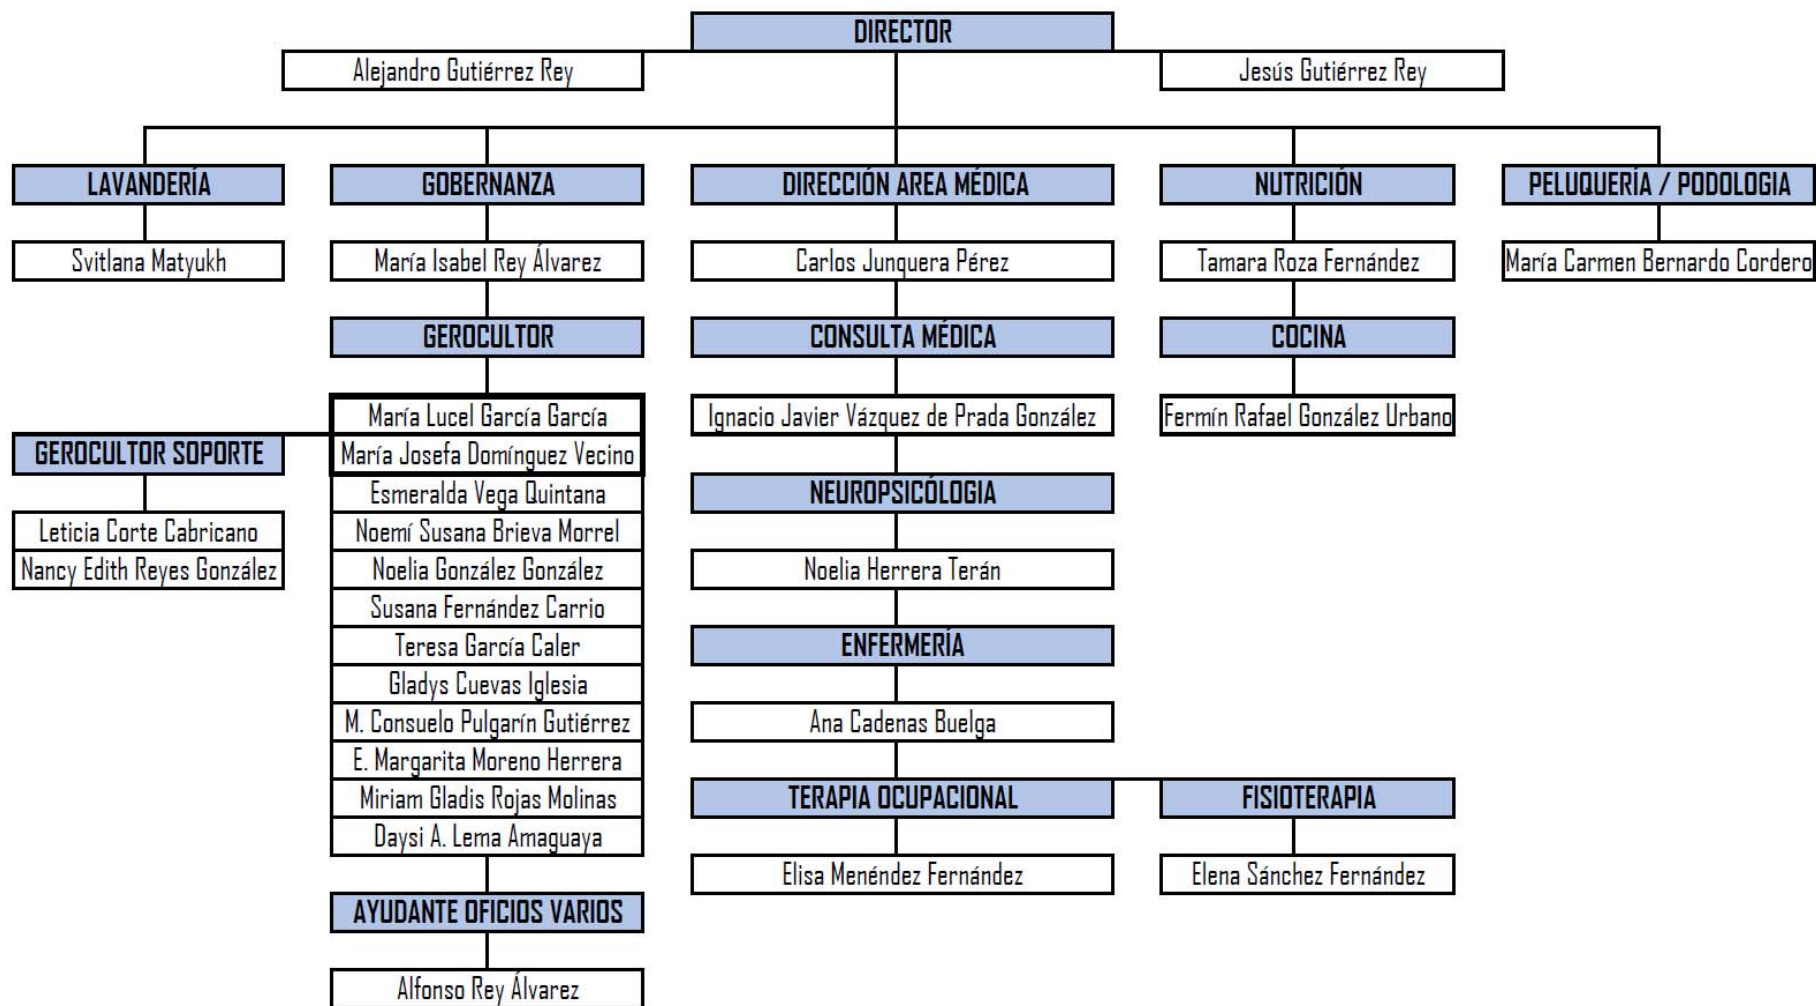 DIRECTOR
Alejandro Gutiérrez Rey
Jesús Gutiérrez Rey
LAVANDERÍA
GOBERNANZA
DIRECCIÓN AREA MÉDICA
NUTRICIÓN
PELUQUERÍA / PODOLOGIA
Svitlana Matyukh
María Isabel Rey Álvarez
Carlos Junquera Pérez
Tamara Roza Fernández
María Carmen Bernardo Cordero
GEROCULTOR
CONSULTA MÉDICA
COCINA
María Lucel García García
Ignacio Javier Vázquez de Prada González
Fermín Rafael González Urbano
GEROCULTOR SOPORTE
María Josefa Domínguez Vecino
Esmeralda Vega Quintana
NEUROPSICÓLOGIA
Leticia Corte Cabricano
Noemí Susana Brieva Morrel
Nancy Edith Reyes González
Noelia González González
Noelia Herrera Terán
Susana Fernández Carrio
Teresa García Caler
ENFERMERÍA
Gladys Cuevas Iglesia
M. Consuelo Pulgarín Gutiérrez
Ana Cadenas Buelga
E. Margarita Moreno Herrera
Miriam Gladis Rojas Molinas
TERAPIA OCUPACIONAL
FISIOTERAPIA
Daysi A. Lema Amaguaya
Elisa Menéndez Fernández
Elena Sánchez Fernández
AYUDANTE OFICIOS VARIOS
Alfonso Rey Álvarez